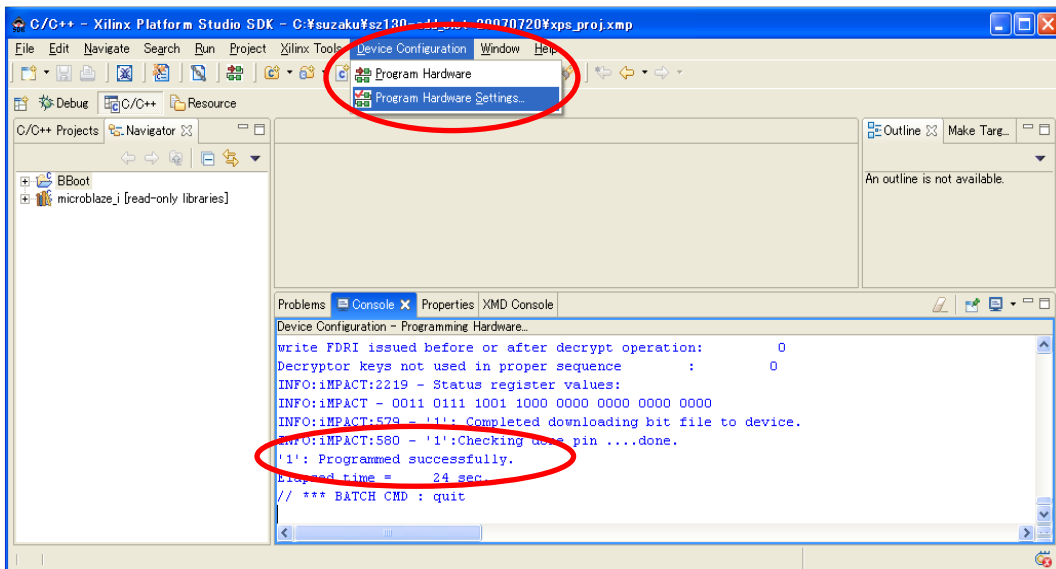 C/C++ - Xilinx Platform Studio SDK - C:¥suzaku¥sz130-add_slot-20070720¥xps_proj.xmp
File Edit Navigate Search Run Project Xilinx Tools Device Configuration Window Help
Program Hardware
Program Hardware Settings...
Debug C/C++ Resource
C/C++ Projects Navigator
Outline Make Targ...
BBoot
microblaze_i [read-only libraries]
An outline is not available.
Problems Console Properties XMD Console
Device Configuration - Programming Hardware...
write FDRI issued before or after decrypt operation: 0
Decryptor keys not used in proper sequence : 0
INFO:iMPACT:2219 - Status register values:
INFO:iMPACT - 0011 0111 1001 1000 0000 0000 0000 0000
INFO:iMPACT:579 - '1': Completed downloading bit file to device.
INFO:iMPACT:580 - '1':Checking done pin ....done.
'1': Programmed successfully.
Elapsed time = 24 sec.
// *** BATCH CMD : quit